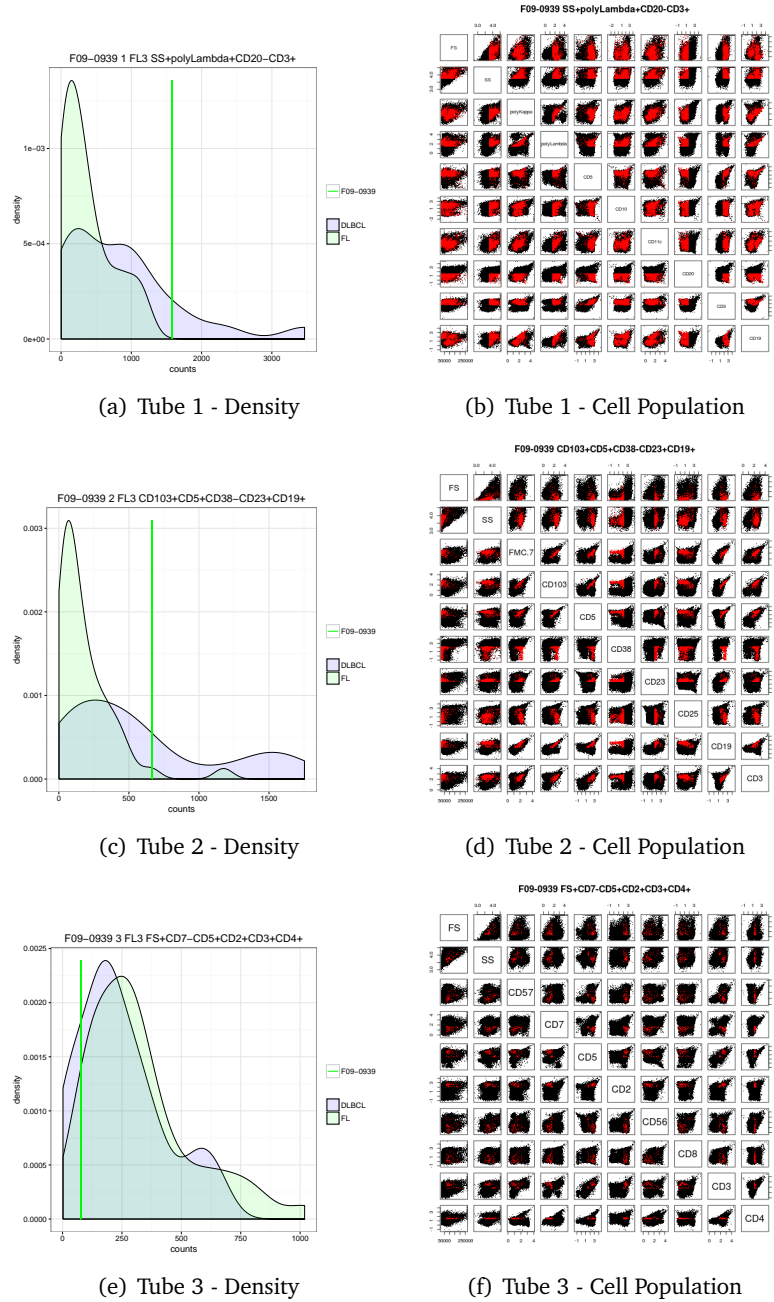 F09-0939 SS+polyLambda+CD20-CD3+
F09−0939 1 FL3 SS+polyLambda+CD20−CD3+
density
1e−03
5e−04
0e+00
0 1000 2000 3000
counts
F09−0939
DLBCL
FL
FS
SS
polyKappa
polyLambda
CD5
CD10
CD11c
CD20
CD3
CD19
50000 250000
(a) Tube 1 - Density
(b) Tube 1 - Cell Population
F09-0939 CD103+CD5+CD38-CD23+CD19+
F09−0939 2 FL3 CD103+CD5+CD38−CD23+CD19+
density
0.003
0.002
0.001
0.000
0 500 1000 1500
counts
F09−0939
DLBCL
FL
FS
SS
FMC.7
CD103
CD5
CD38
CD23
CD25
CD19
CD3
50000 250000
(c) Tube 2 - Density
(d) Tube 2 - Cell Population
F09-0939 FS+CD7-CD5+CD2+CD3+CD4+
F09−0939 3 FL3 FS+CD7−CD5+CD2+CD3+CD4+
density
0.0025
0.0020
0.0015
0.0010
0.0005
0.0000
0 250 500 750 1000
counts
F09−0939
DLBCL
FL
FS
SS
CD57
CD7
CD5
CD2
CD56
CD8
CD3
CD4
50000 250000
(e) Tube 3 - Density
(f) Tube 3 - Cell Population